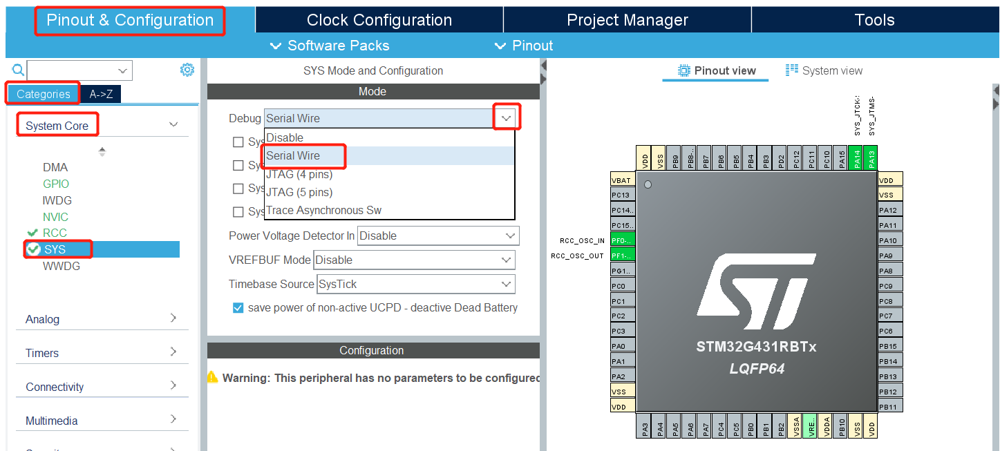 Pinout & Configuration
Clock Configuration
Project Manager
Tools
Software Packs
Pinout
Categories
A->Z
System Core
DMA
GPIO
IWDG
NVIC
RCC
SYS
WWDG
Analog
Timers
Connectivity
Multimedia
SYS Mode and Configuration
Mode
Debug Serial Wire
Disable
Serial Wire
JTAG (4 pins)
JTAG (5 pins)
Trace Asynchronous Sw
Sys
Sys
Sys
Sys
Power Voltage Detector In Disable
VREFBUF Mode Disable
Timebase Source SysTick
save power of non-active UCPD - deactive Dead Battery
Configuration
Warning: This peripheral has no parameters to be configured
Pinout view
System view
SYS_JTCK-
SYS_JTMS-
VDD
VSS
PB9
PB8-..
PB7
PB6
PB5
PB4
PB3
PD2
PC12
PC11
PC10
PA15
PA14
PA13
VBAT
PC13
PC14..
PC15..
RCC_OSC_IN PF0-..
RCC_OSC_OUT PF1-..
PG1..
PC0
PC1
PC2
PC3
PA0
PA1
PA2
VSS
VDD
VDD
VSS
PA12
PA11
PA10
PA9
PA8
PC9
PC8
PC7
PC6
PB15
PB14
PB13
PB12
PB11
ST
STM32G431RBTx
LQFP64
PA3
PA4
PA5
PA6
PA7
PC4
PC5
PB0
PB1
PB2
VSSA
VRE..
VDDA
PB10
VSS
VDD